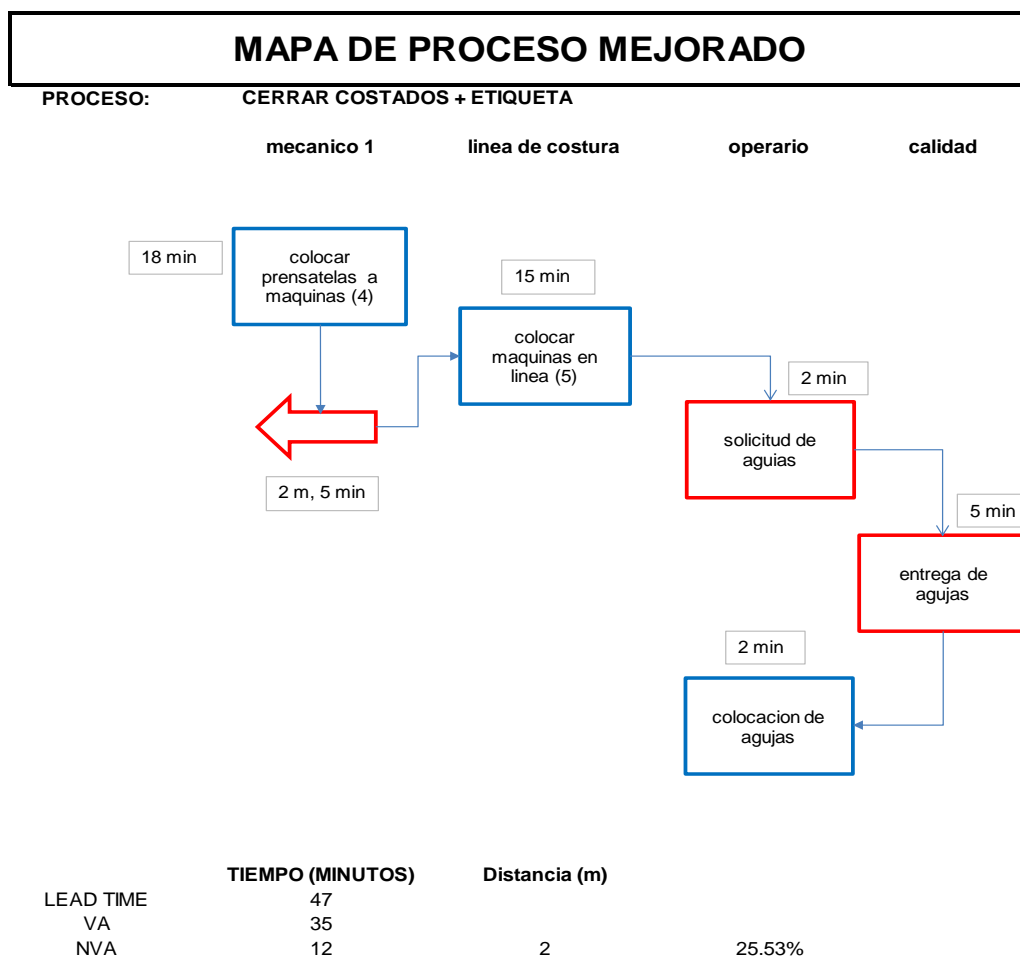 MAPA DE PROCESO MEJORADO
PROCESO: CERRAR COSTADOS + ETIQUETA
mecanico 1 linea de costura operario calidad
18 min
colocar
prensatelas a
maquinas (4)
15 min
colocar
maquinas en
linea (5)
2 m, 5 min
2 min
solicitud de
aguias
5 min
entrega de
agujas
2 min
colocacion de
agujas
TIEMPO (MINUTOS) Distancia (m)
LEAD TIME 47
VA 35
NVA 12 2 25.53%